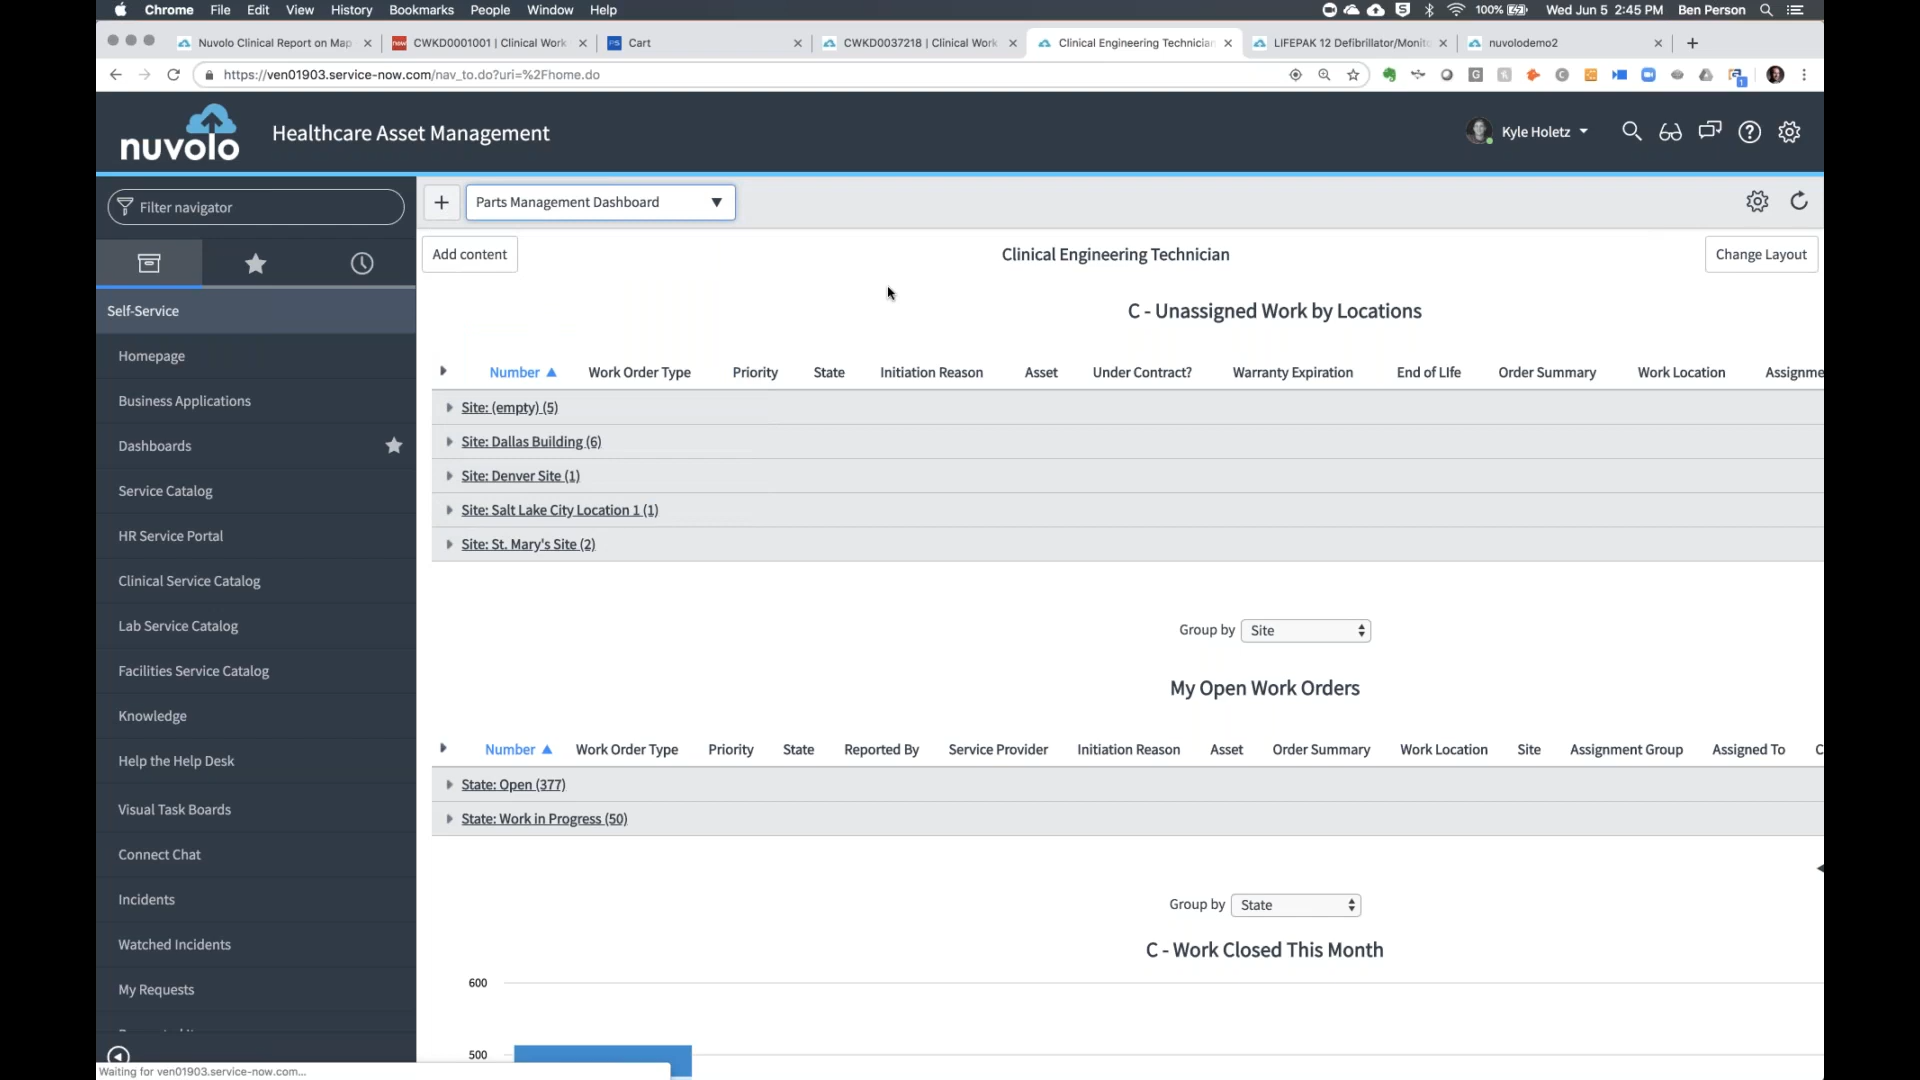 Chrome File Edit View History Bookmarks People Window Help 100% Wed Jun 5 2:45 PM Ben Person
Nuvolo Clinical Report on Map CWKD0001001 | Clinical Work Cart CWKD0037218 | Clinical Work Clinical Engineering Technician LIFEPAK 12 Defibrillator/Monito nuvolodemo2
https://ven01903.service-now.com/nav_to.do?uri=%2Fhome.do
nuvolo Healthcare Asset Management Kyle Holetz
Filter navigator
Parts Management Dashboard
Add content Clinical Engineering Technician Change Layout
Self-Service
Homepage
Business Applications
Dashboards
Service Catalog
HR Service Portal
Clinical Service Catalog
Lab Service Catalog
Facilities Service Catalog
Knowledge
Help the Help Desk
Visual Task Boards
Connect Chat
Incidents
Watched Incidents
My Requests
Waiting for ven01903.service-now.com...
C - Unassigned Work by Locations
Number Work Order Type Priority State Initiation Reason Asset Under Contract? Warranty Expiration End of LIfe Order Summary Work Location Assignme
Site: (empty) (5)
Site: Dallas Building (6)
Site: Denver Site (1)
Site: Salt Lake City Location 1 (1)
Site: St. Mary's Site (2)
Group by Site
My Open Work Orders
Number Work Order Type Priority State Reported By Service Provider Initiation Reason Asset Order Summary Work Location Site Assignment Group Assigned To C
State: Open (377)
State: Work in Progress (50)
Group by State
C - Work Closed This Month
600
500